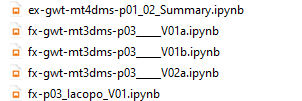 ex-gwt-mt4dms-p01_02_Summary.ipynb
fx-gwt-mt3dms-p03_____V01a.ipynb
fx-gwt-mt3dms-p03_____V01b.ipynb
fx-gwt-mt3dms-p03_____V02a.ipynb
fx-p03_Iacopo_V01.ipynb